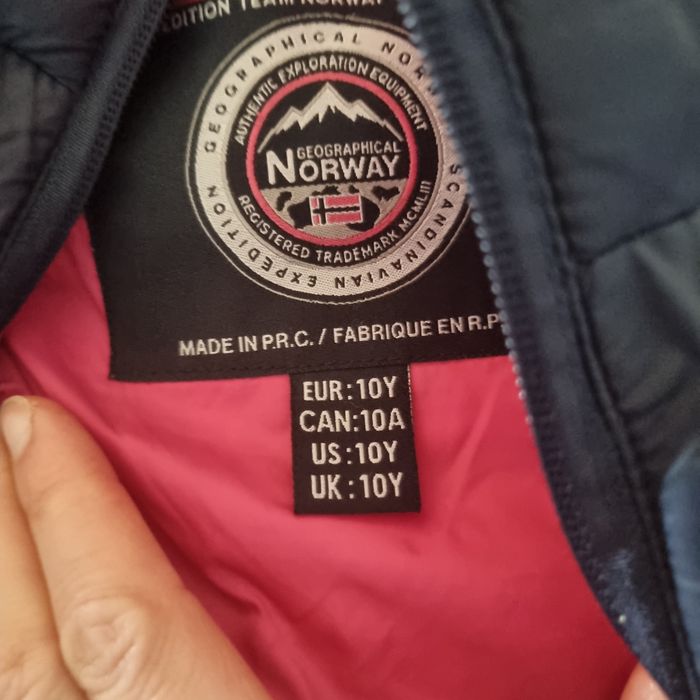 EDITION TEAM NORWAY
GEOGRAPHICAL NOR
AUTHENTIC EXPLORATION EQUIPMENT
GEOGRAPHICAL
NORWAY
REGISTERED TRADEMARK MCMLIII
SCANDINAVIAN EXPEDITION
MADE IN P.R.C. / FABRIQUE EN R.P
EUR:10Y
CAN:10A
US:10Y
UK:10Y